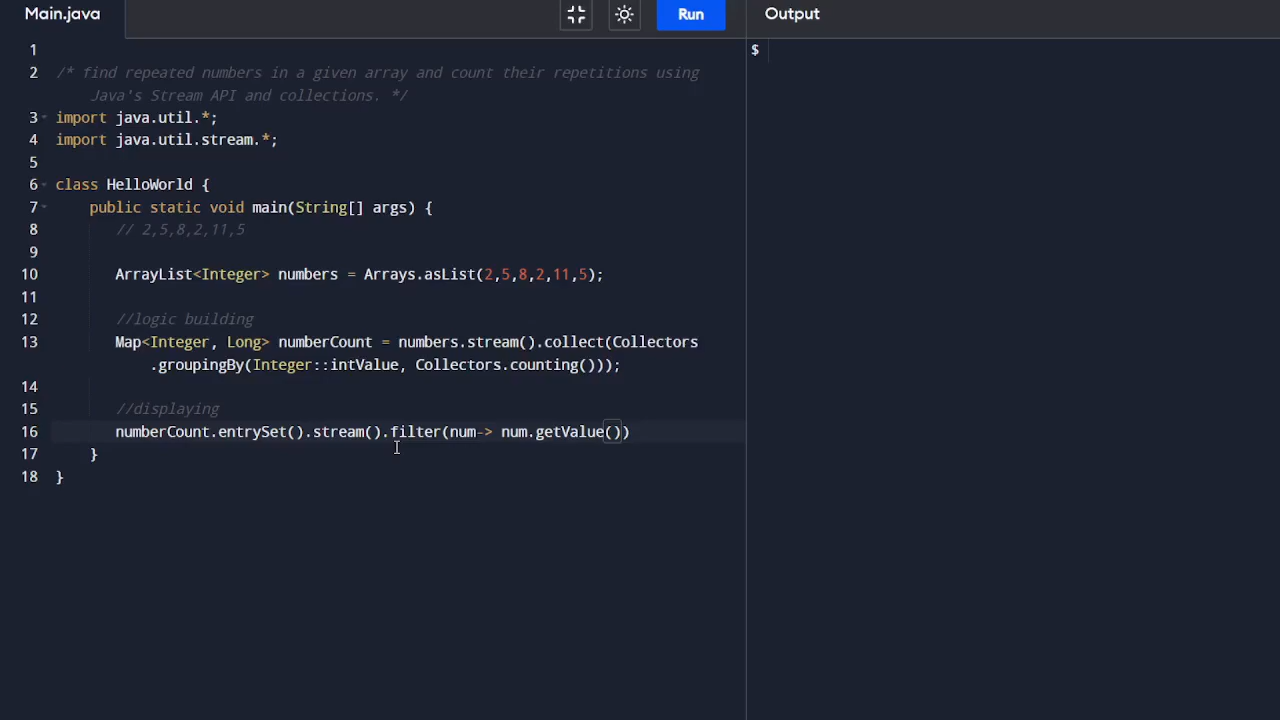 Main.java
Run
Output
1
$
2 /* find repeated numbers in a given array and count their repetitions using
Java's Stream API and collections. */
3 import java.util.*;
4 import java.util.stream.*;
5
6 class HelloWorld {
7 public static void main(String[] args) {
8 // 2,5,8,2,11,5
9
10 ArrayList<Integer> numbers = Arrays.asList(2,5,8,2,11,5);
11
12 //logic building
13 Map<Integer, Long> numberCount = numbers.stream().collect(Collectors
.groupingBy(Integer::intValue, Collectors.counting()));
14
15 //displaying
16 numberCount.entrySet().stream().filter(num-> num.getValue())
17 }
18 }